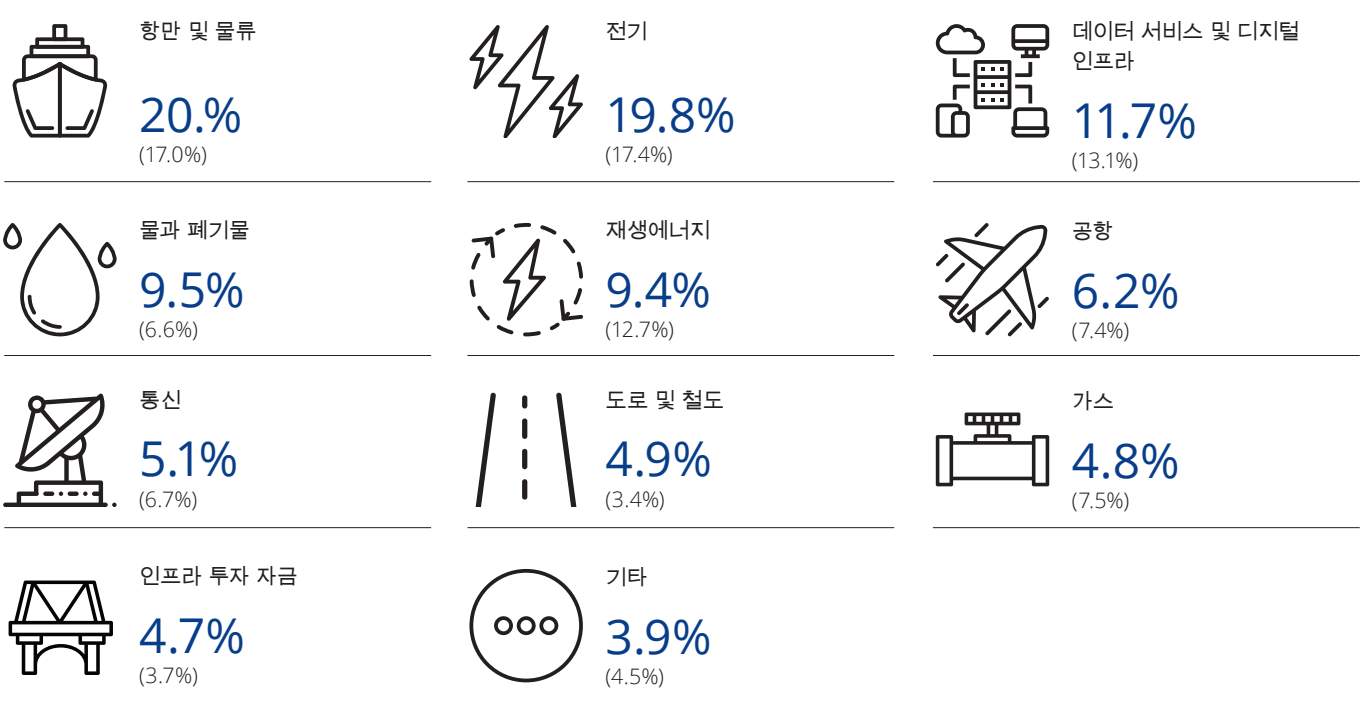 항만 및 물류
20.%
(17.0%)
전기
19.8%
(17.4%)
데이터 서비스 및 디지털
인프라
11.7%
(13.1%)
물과 폐기물
9.5%
(6.6%)
재생에너지
9.4%
(12.7%)
공항
6.2%
(7.4%)
통신
5.1%
(6.7%)
도로 및 철도
4.9%
(3.4%)
가스
4.8%
(7.5%)
인프라 투자 자금
4.7%
(3.7%)
기타
3.9%
(4.5%)